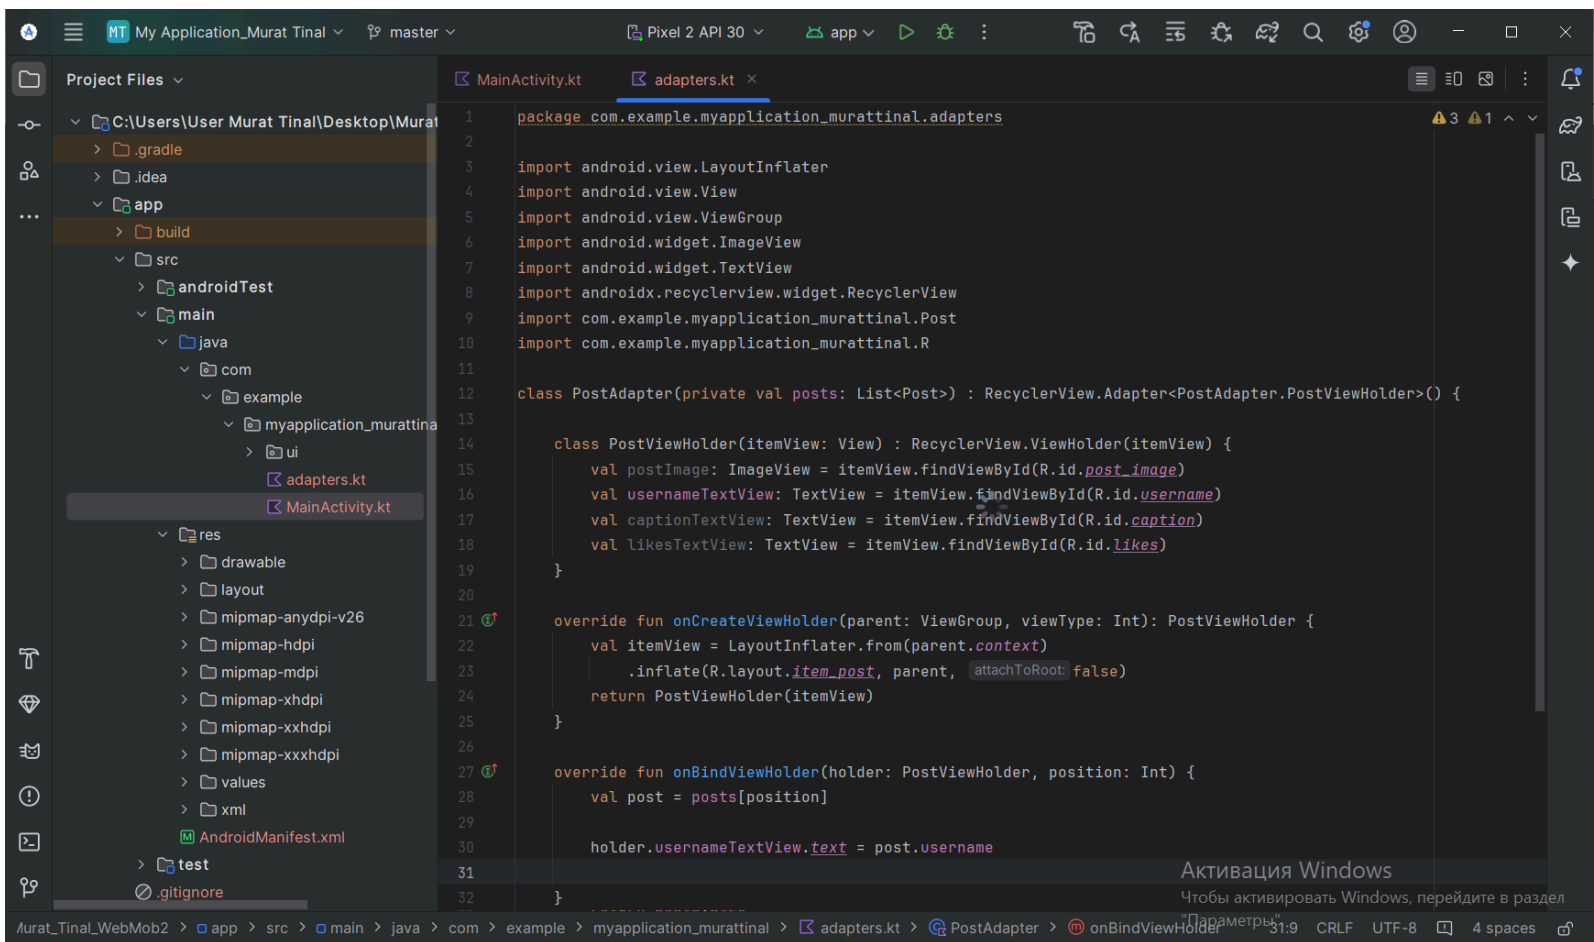 MT My Application_Murat Tinal master Pixel 2 API 30 app
Project Files
C:\Users\User Murat Tinal\Desktop\Murat
.gradle
.idea
app
build
src
androidTest
main
java
com
example
myapplication_murattina
ui
adapters.kt
MainActivity.kt
res
drawable
layout
mipmap-anydpi-v26
mipmap-hdpi
mipmap-mdpi
mipmap-xhdpi
mipmap-xxhdpi
mipmap-xxxhdpi
values
xml
AndroidManifest.xml
test
.gitignore
MainActivity.kt adapters.kt
3 1
1 package com.example.myapplication_murattinal.adapters
2
3 import android.view.LayoutInflater
4 import android.view.View
5 import android.view.ViewGroup
6 import android.widget.ImageView
7 import android.widget.TextView
8 import androidx.recyclerview.widget.RecyclerView
9 import com.example.myapplication_murattinal.Post
10 import com.example.myapplication_murattinal.R
11
12 class PostAdapter(private val posts: List<Post>) : RecyclerView.Adapter<PostAdapter.PostViewHolder>() {
13
14 class PostViewHolder(itemView: View) : RecyclerView.ViewHolder(itemView) {
15 val postImage: ImageView = itemView.findViewById(R.id.post_image)
16 val usernameTextView: TextView = itemView.findViewById(R.id.username)
17 val captionTextView: TextView = itemView.findViewById(R.id.caption)
18 val likesTextView: TextView = itemView.findViewById(R.id.likes)
19 }
20
21 override fun onCreateViewHolder(parent: ViewGroup, viewType: Int): PostViewHolder {
22 val itemView = LayoutInflater.from(parent.context)
23 .inflate(R.layout.item_post, parent, attachToRoot: false)
24 return PostViewHolder(itemView)
25 }
26
27 override fun onBindViewHolder(holder: PostViewHolder, position: Int) {
28 val post = posts[position]
29
30 holder.usernameTextView.text = post.username
31
32 }
Активация Windows
Чтобы активировать Windows, перейдите в раздел
"Параметры".
Murat_Tinal_WebMob2 > app > src > main > java > com > example > myapplication_murattinal > adapters.kt > PostAdapter > onBindViewHolder 31:9 CRLF UTF-8 4 spaces